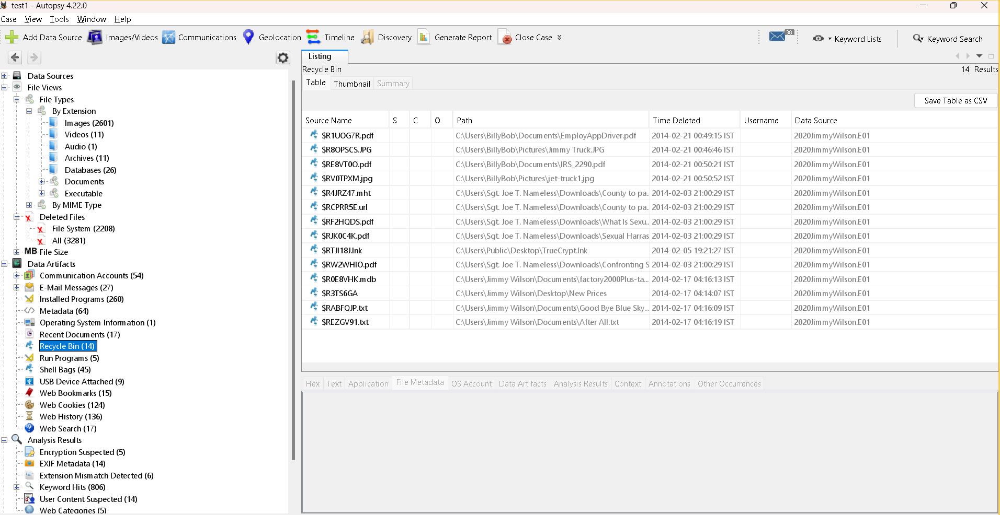 test1 - Autopsy 4.22.0
Case View Tools Window Help
Add Data Source Images/Videos Communications Geolocation Timeline Discovery Generate Report Close Case 38 Keyword Lists Keyword Search
Data Sources
File Views
File Types
By Extension
Images (2601)
Videos (11)
Audio (1)
Archives (11)
Databases (26)
Documents
Executable
By MIME Type
Deleted Files
File System (2208)
All (3281)
MB File Size
Data Artifacts
Communication Accounts (54)
E-Mail Messages (27)
Installed Programs (260)
Metadata (64)
Operating System Information (1)
Recent Documents (17)
Recycle Bin (14)
Run Programs (5)
Shell Bags (45)
USB Device Attached (9)
Web Bookmarks (15)
Web Cookies (124)
Web History (136)
Web Search (17)
Analysis Results
Encryption Suspected (5)
EXIF Metadata (14)
Extension Mismatch Detected (6)
Keyword Hits (806)
User Content Suspected (14)
Web Categories (5)
Listing
Recycle Bin 14 Results
Table Thumbnail Summary
Save Table as CSV
Source Name S C O Path Time Deleted Username Data Source
$R1UOG7R.pdf C:\Users\BillyBob\Documents\EmployAppDriver.pdf 2014-02-21 00:49:15 IST 2020JimmyWilson.E01
$R8OPSCS.JPG C:\Users\BillyBob\Pictures\Jimmy Truck.JPG 2014-02-21 00:46:46 IST 2020JimmyWilson.E01
$RE8VT0O.pdf C:\Users\BillyBob\Documents\IRS_2290.pdf 2014-02-21 00:50:21 IST 2020JimmyWilson.E01
$RV0TPXM.jpg C:\Users\BillyBob\Pictures\jet-truck1.jpg 2014-02-21 00:50:52 IST 2020JimmyWilson.E01
$R4JRZ47.mht C:\Users\Sgt. Joe T. Nameless\Downloads\County to pa... 2014-02-03 21:00:29 IST 2020JimmyWilson.E01
$RCPRR5E.url C:\Users\Sgt. Joe T. Nameless\Downloads\County to pa... 2014-02-03 21:00:29 IST 2020JimmyWilson.E01
$RF2HQDS.pdf C:\Users\Sgt. Joe T. Nameless\Downloads\What Is Sexu... 2014-02-03 21:00:29 IST 2020JimmyWilson.E01
$RJK0C4K.pdf C:\Users\Sgt. Joe T. Nameless\Downloads\Sexual Harras 2014-02-03 21:00:29 IST 2020JimmyWilson.E01
$RTJI18J.lnk C:\Users\Public\Desktop\TrueCrypt.lnk 2014-02-05 19:21:27 IST 2020JimmyWilson.E01
$RW2WHIO.pdf C:\Users\Sgt. Joe T. Nameless\Downloads\Confronting S 2014-02-03 21:00:29 IST 2020JimmyWilson.E01
$R0E8VHK.mdb C:\Users\Jimmy Wilson\Documents\factory2000Plus-ta... 2014-02-17 04:16:13 IST 2020JimmyWilson.E01
$R3TS6GA C:\Users\Jimmy Wilson\Desktop\New Prices 2014-02-17 04:14:07 IST 2020JimmyWilson.E01
$RABFQJP.txt C:\Users\Jimmy Wilson\Documents\Good Bye Blue Sky... 2014-02-17 04:16:09 IST 2020JimmyWilson.E01
$REZGV91.txt C:\Users\Jimmy Wilson\Documents\After All.txt 2014-02-17 04:16:19 IST 2020JimmyWilson.E01
Hex Text Application File Metadata OS Account Data Artifacts Analysis Results Context Annotations Other Occurrences